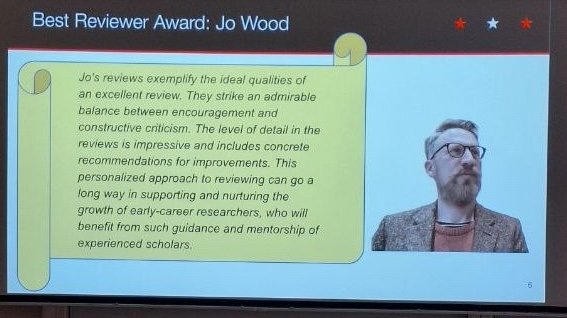 Best Reviewer Award: Jo Wood
Jo's reviews exemplify the ideal qualities of
an excellent review. They strike an admirable
balance between encouragement and
constructive criticism. The level of detail in the
reviews is impressive and includes concrete
recommendations for improvements. This
personalized approach to reviewing can go a
long way in supporting and nurturing the
growth of early-career researchers, who will
benefit from such guidance and mentorship of
experienced scholars.
6